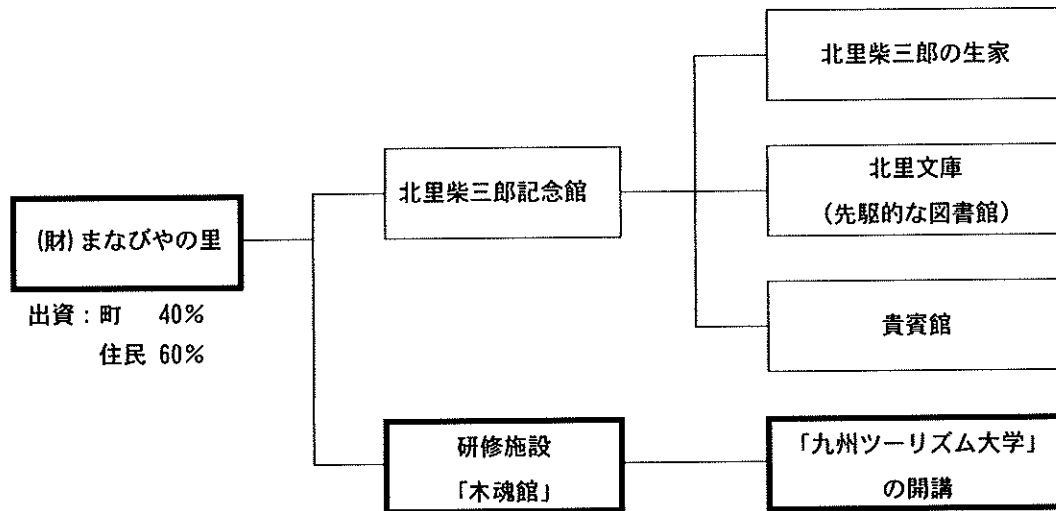 (財)まなびやの里
出資：町　40％
住民 60％
北里柴三郎記念館
北里柴三郎の生家
北里文庫
(先駆的な図書館)
貴賓館
研修施設
「木魂館」
「九州ツーリズム大学」
の開講